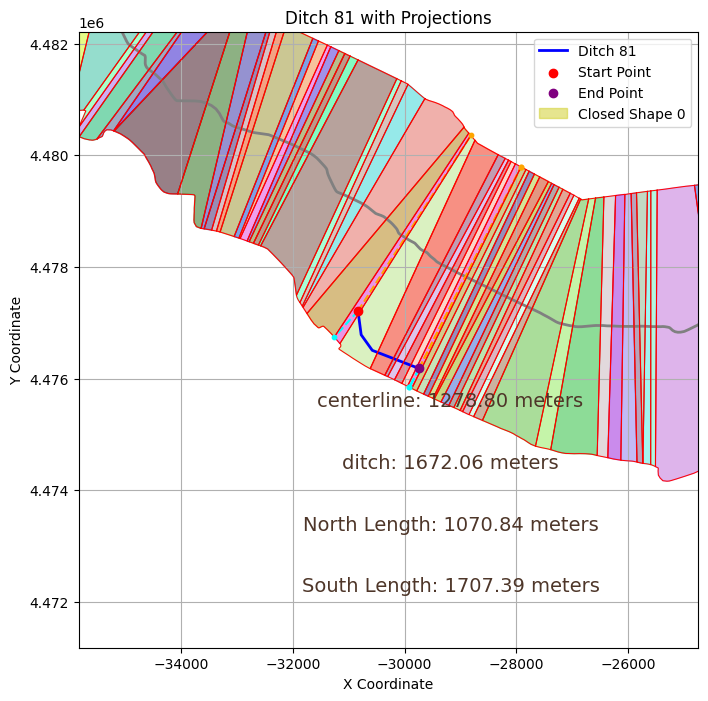 Ditch 81 with Projections
1e6
Ditch 81
Start Point
End Point
Closed Shape 0
4.482
4.480
4.478
4.476
4.474
4.472
Y Coordinate
centerline: 1278.80 meters
ditch: 1672.06 meters
North Length: 1070.84 meters
South Length: 1707.39 meters
−34000 −32000 −30000 −28000 −26000
X Coordinate